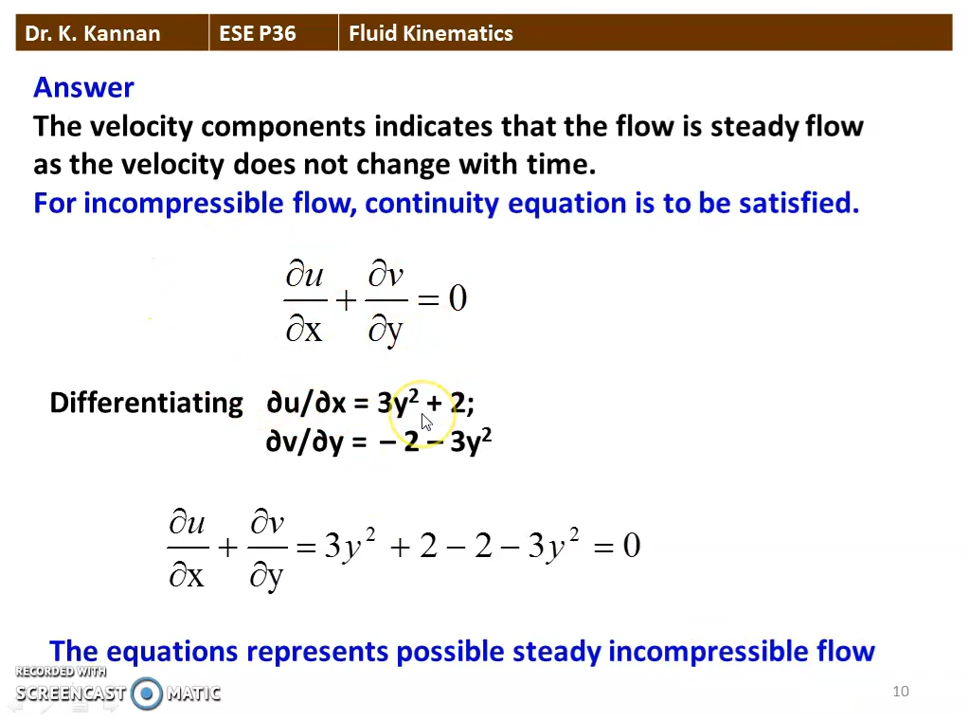 Dr. K. Kannan ESE P36 Fluid Kinematics
Answer
The velocity components indicates that the flow is steady flow
as the velocity does not change with time.
For incompressible flow, continuity equation is to be satisfied.
∂u/∂x + ∂v/∂y = 0
Differentiating ∂u/∂x = 3y² + 2;
∂v/∂y = – 2 – 3y²
∂u/∂x + ∂v/∂y = 3y² + 2 − 2 − 3y² = 0
The equations represents possible steady incompressible flow
RECORDED WITH
SCREENCAST MATIC
10